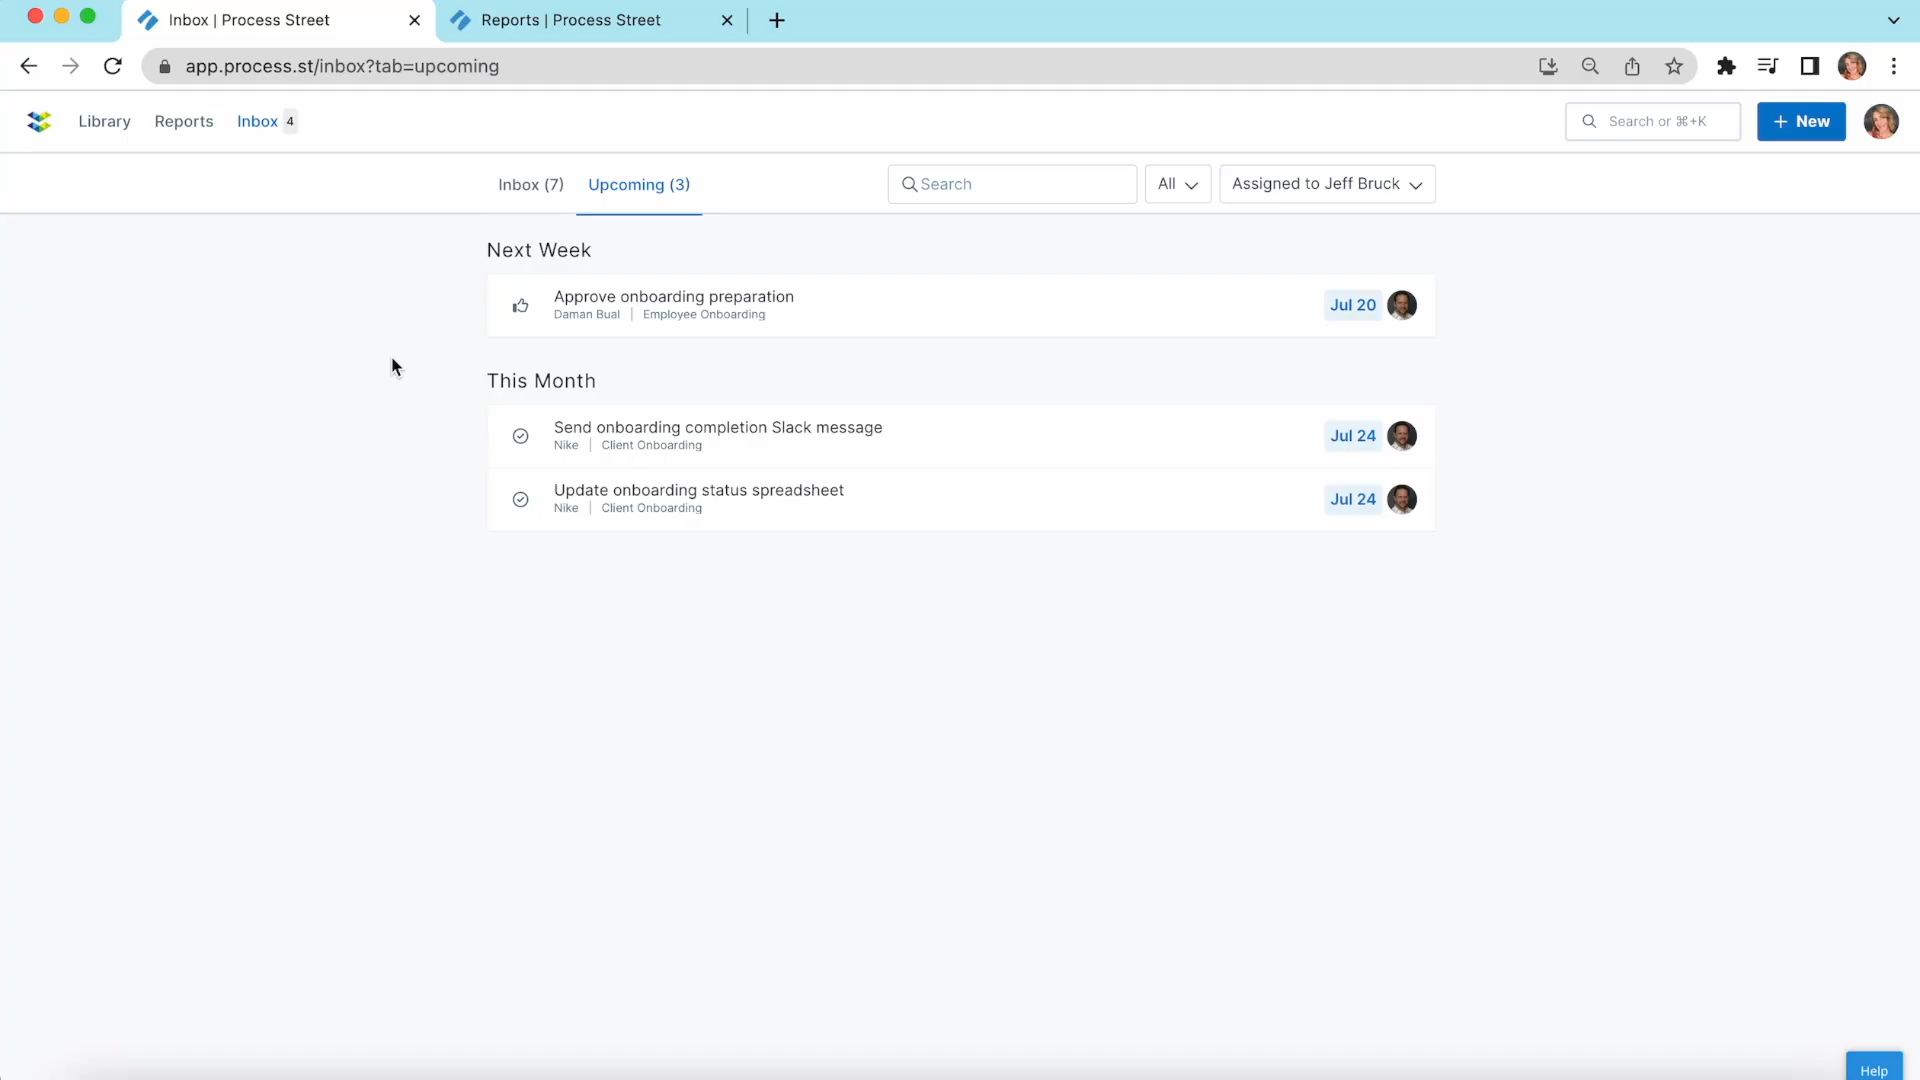 Inbox | Process Street
Reports | Process Street
app.process.st/inbox?tab=upcoming
Library
Reports
Inbox 4
Search or ⌘+K
+ New
Inbox (7)
Upcoming (3)
Search
All
Assigned to Jeff Bruck
Next Week
Approve onboarding preparation
Daman Bual | Employee Onboarding
Jul 20
This Month
Send onboarding completion Slack message
Nike | Client Onboarding
Jul 24
Update onboarding status spreadsheet
Nike | Client Onboarding
Jul 24
Help